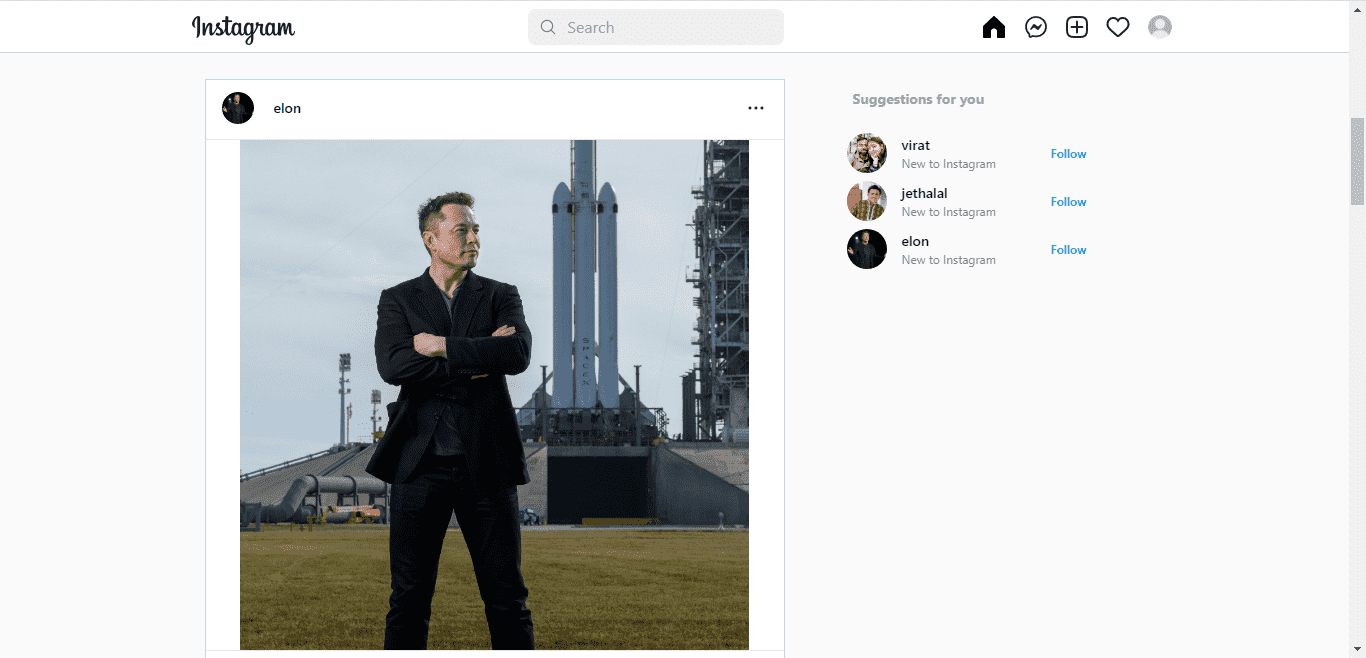 Instagram
Search
elon
SPACEX
Suggestions for you
virat
New to Instagram
Follow
jethalal
New to Instagram
Follow
elon
New to Instagram
Follow